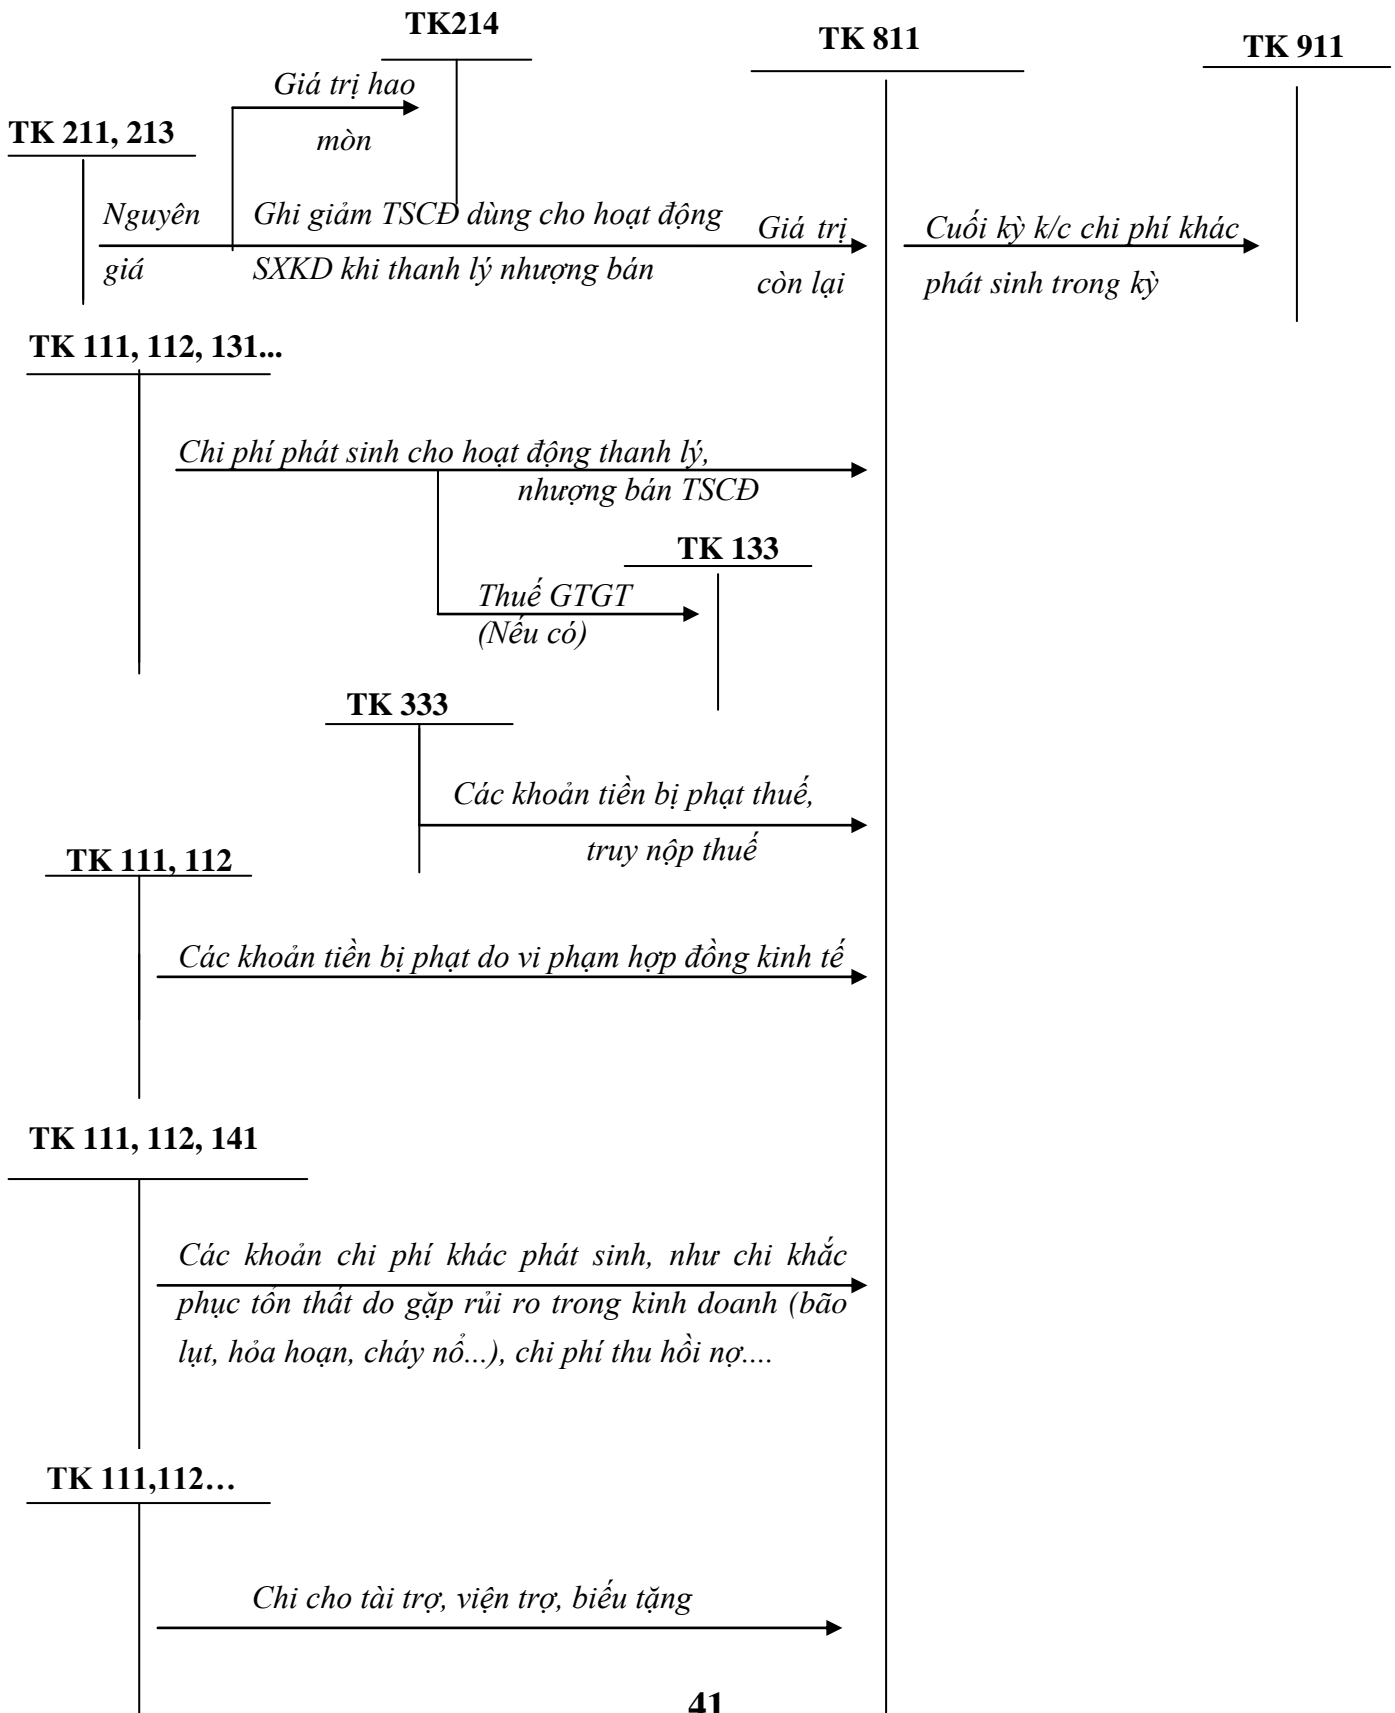 TK214
TK 811
TK 911
Giá trị hao
mòn
TK 211, 213
Nguyên
giá
Ghi giảm TSCĐ dùng cho hoạt động
SXKD khi thanh lý nhượng bán
Giá trị
còn lại
Cuối kỳ k/c chi phí khác
phát sinh trong kỳ
TK 111, 112, 131...
Chi phí phát sinh cho hoạt động thanh lý,
nhượng bán TSCĐ
TK 133
Thuế GTGT
(Nếu có)
TK 333
Các khoản tiền bị phạt thuế,
truy nộp thuế
TK 111, 112
Các khoản tiền bị phạt do vi phạm hợp đồng kinh tế
TK 111, 112, 141
Các khoản chi phí khác phát sinh, như chi khắc
phục tổn thất do gặp rủi ro trong kinh doanh (bão
lụt, hỏa hoạn, cháy nổ...), chi phí thu hồi nợ....
TK 111,112…
Chi cho tài trợ, viện trợ, biếu tặng
41